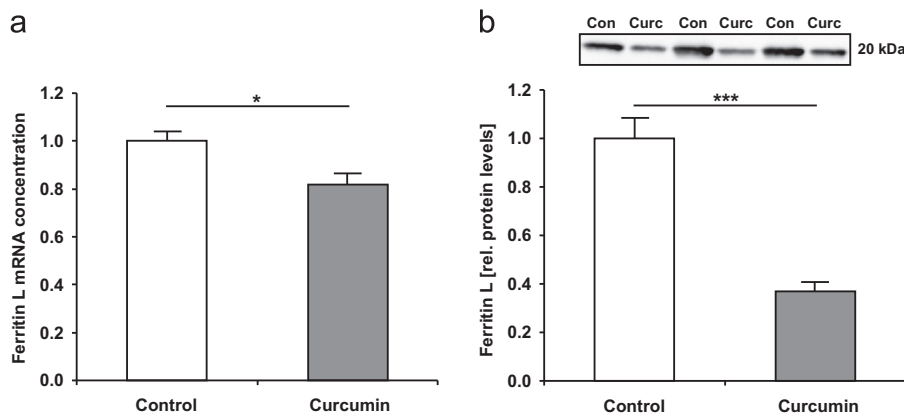 a
Ferritin L mRNA concentration
1.2
1.0
0.8
0.6
0.4
0.2
0.0
*
Control Curcumin
b
Con Curc Con Curc Con Curc
20 kDa
Ferritin L [rel. protein levels]
1.2
1.0
0.8
0.6
0.4
0.2
0.0
***
Control Curcumin